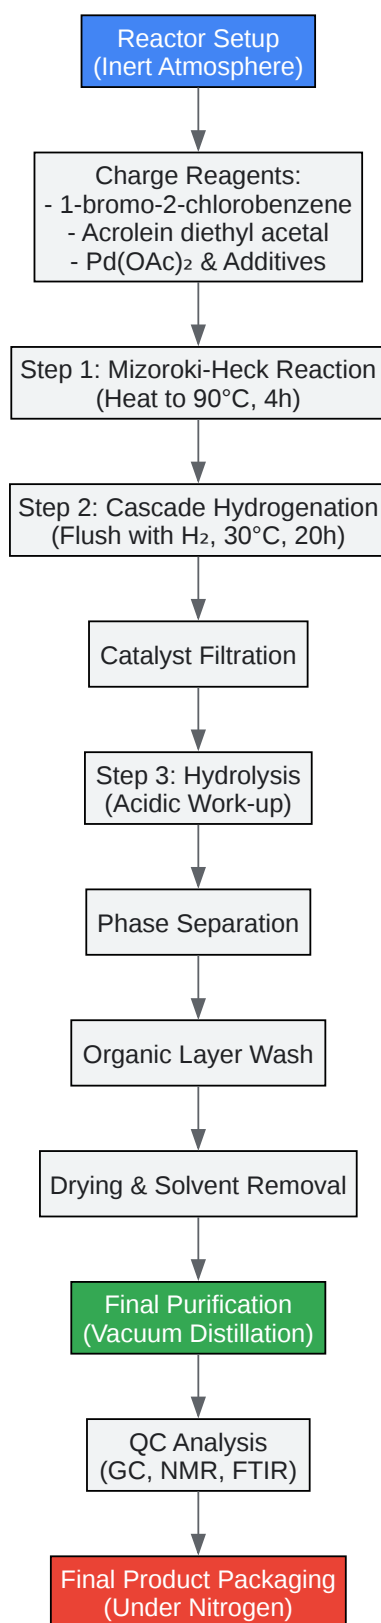 Reactor Setup
(Inert Atmosphere)
Charge Reagents:
- 1-bromo-2-chlorobenzene
- Acrolein diethyl acetal
- Pd(OAc)₂ & Additives
Step 1: Mizoroki-Heck Reaction
(Heat to 90°C, 4h)
Step 2: Cascade Hydrogenation
(Flush with H₂, 30°C, 20h)
Catalyst Filtration
Step 3: Hydrolysis
(Acidic Work-up)
Phase Separation
Organic Layer Wash
Drying & Solvent Removal
Final Purification
(Vacuum Distillation)
QC Analysis
(GC, NMR, FTIR)
Final Product Packaging
(Under Nitrogen)